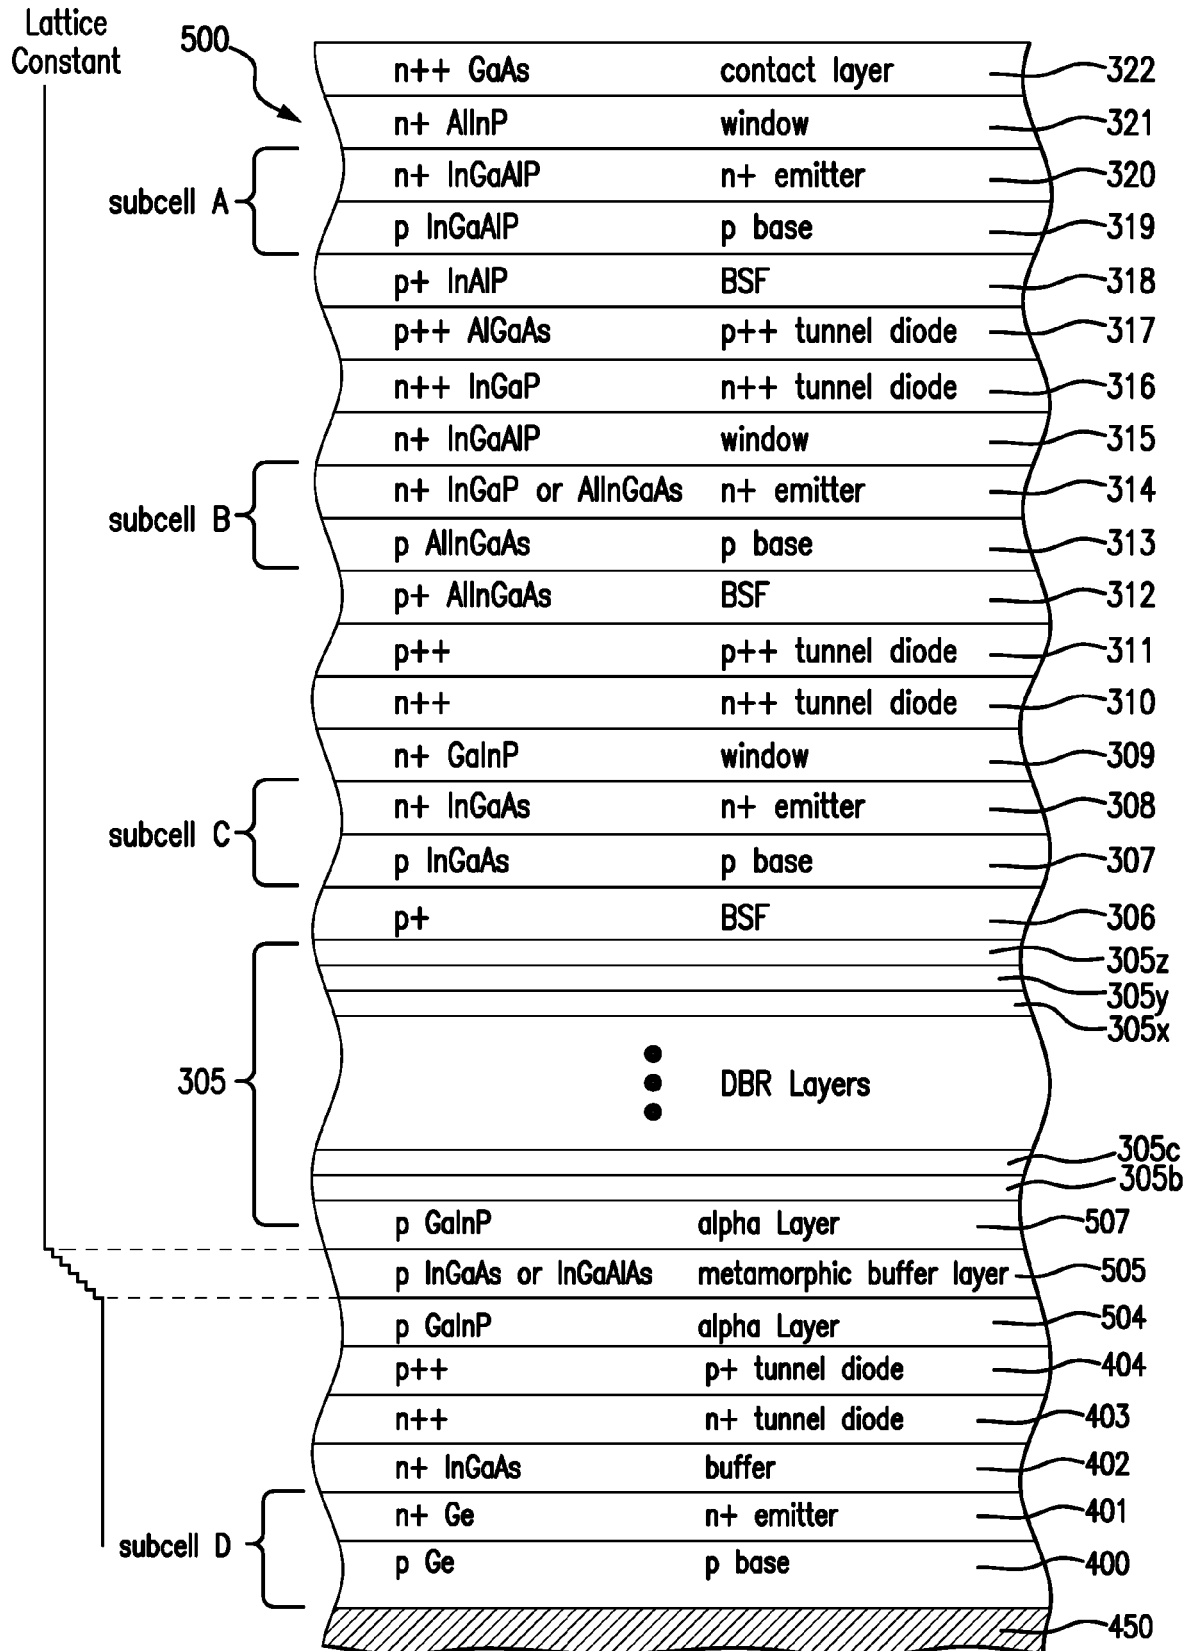 Lattice
Constant
500
n++ GaAs contact layer 322
n+ AlInP window 321
subcell A
n+ InGaAlP n+ emitter 320
p InGaAlP p base 319
p+ InAlP BSF 318
p++ AlGaAs p++ tunnel diode 317
n++ InGaP n++ tunnel diode 316
n+ InGaAlP window 315
subcell B
n+ InGaP or AlInGaAs n+ emitter 314
p AlInGaAs p base 313
p+ AlInGaAs BSF 312
p++ p++ tunnel diode 311
n++ n++ tunnel diode 310
n+ GaInP window 309
subcell C
n+ InGaAs n+ emitter 308
p InGaAs p base 307
p+ BSF 306
305z
305y
305x
305 DBR Layers
305c
305b
p GaInP alpha Layer 507
p InGaAs or InGaAlAs metamorphic buffer layer 505
p GaInP alpha Layer 504
p++ p+ tunnel diode 404
n++ n+ tunnel diode 403
n+ InGaAs buffer 402
subcell D
n+ Ge n+ emitter 401
p Ge p base 400
450